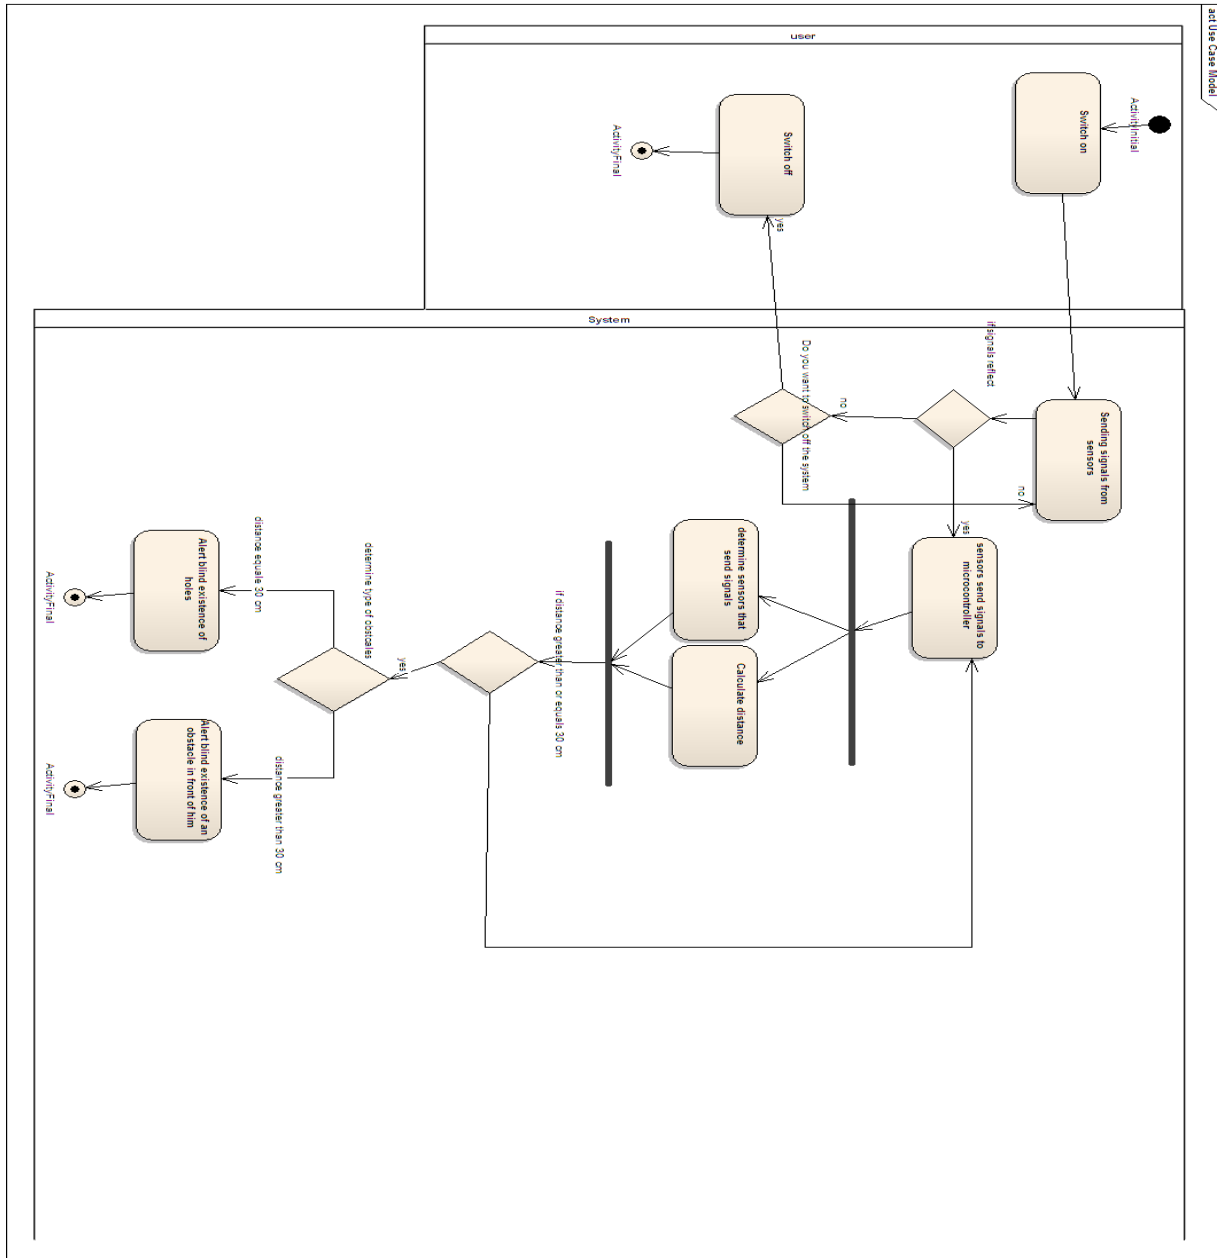 act Use Case Model
user
ActivityInitial
Switch on
Switch off
yes
ActivityFinal
System
Sending signals from
sensors
if signals reflect
no
Do you want to switch off the system
no
yes
sensors send signals to
microcontroller
determine sensors that
send signals
Calculate distance
if distance greater than or equals 30 cm
yes
determine type of obstcales
distance equale 30 cm
distance greater than 30 cm
Alert blind existence of
holes
ActivityFinal
Alert blind existence of an
obstacle in front of him
ActivityFinal